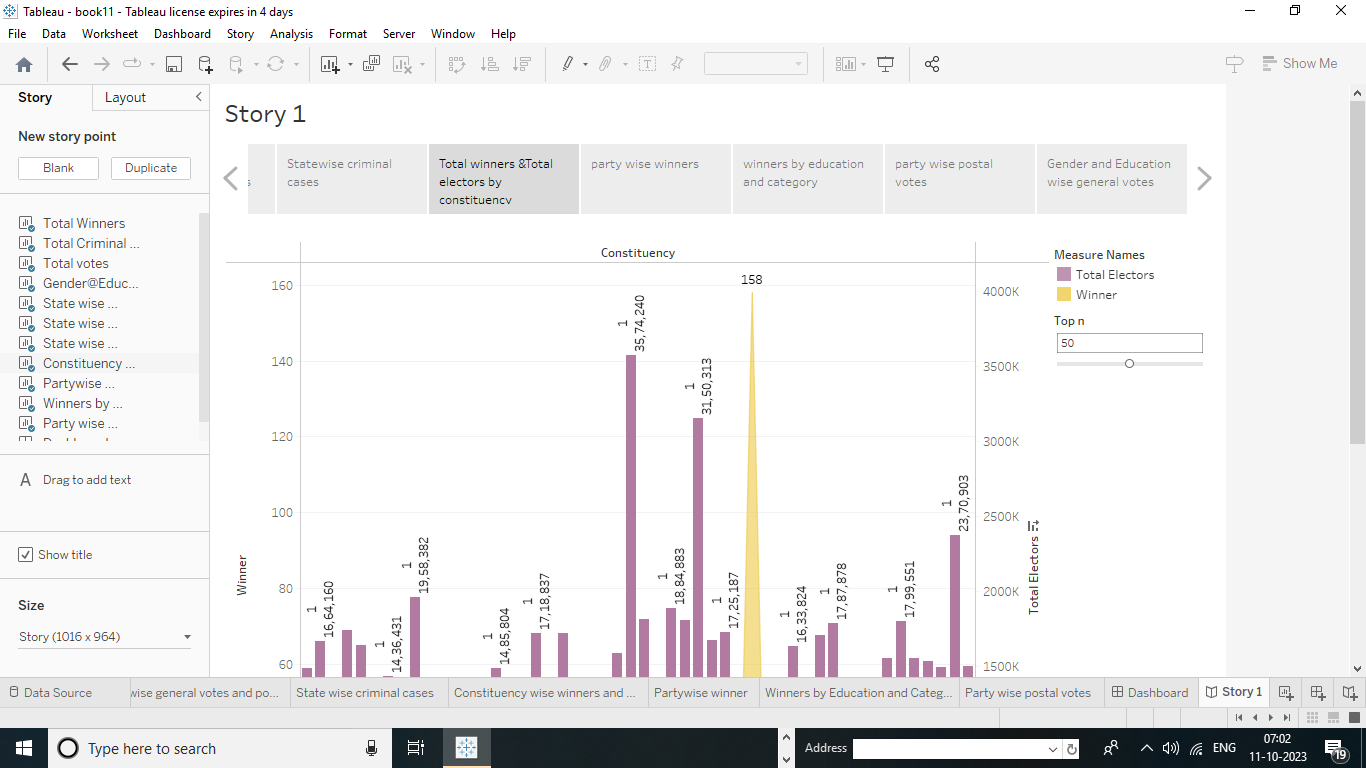 Tableau - book11 - Tableau license expires in 4 days
File Data Worksheet Dashboard Story Analysis Format Server Window Help
Show Me
Story Layout
New story point
Blank Duplicate
Total Winners
Total Criminal ...
Total votes
Gender@Educ...
State wise ...
State wise ...
State wise ...
Constituency ...
Partywise ...
Winners by ...
Party wise ...
A Drag to add text
Show title
Size
Story (1016 x 964)
Story 1
s
Statewise criminal
cases
Total winners &Total
electors by
constituency
party wise winners
winners by education
and category
party wise postal
votes
Gender and Education
wise general votes
Constituency
160
140
120
100
80
60
Winner
1
16,64,160
1
14,36,431
1
19,58,382
1
14,85,804
1
17,18,837
1
35,74,240
1
18,84,883
1
31,50,313
1
17,25,187
158
1
16,33,824
1
17,87,878
1
17,99,551
1
23,70,903
4000K
3500K
3000K
2500K
2000K
1500K
Total Electors
Measure Names
Total Electors
Winner
Top n
50
Data Source wise general votes and po... State wise criminal cases Constituency wise winners and ... Partywise winner Winners by Education and Categ... Party wise postal votes Dashboard Story 1
Type here to search
Address
ENG
07:02
11-10-2023
19